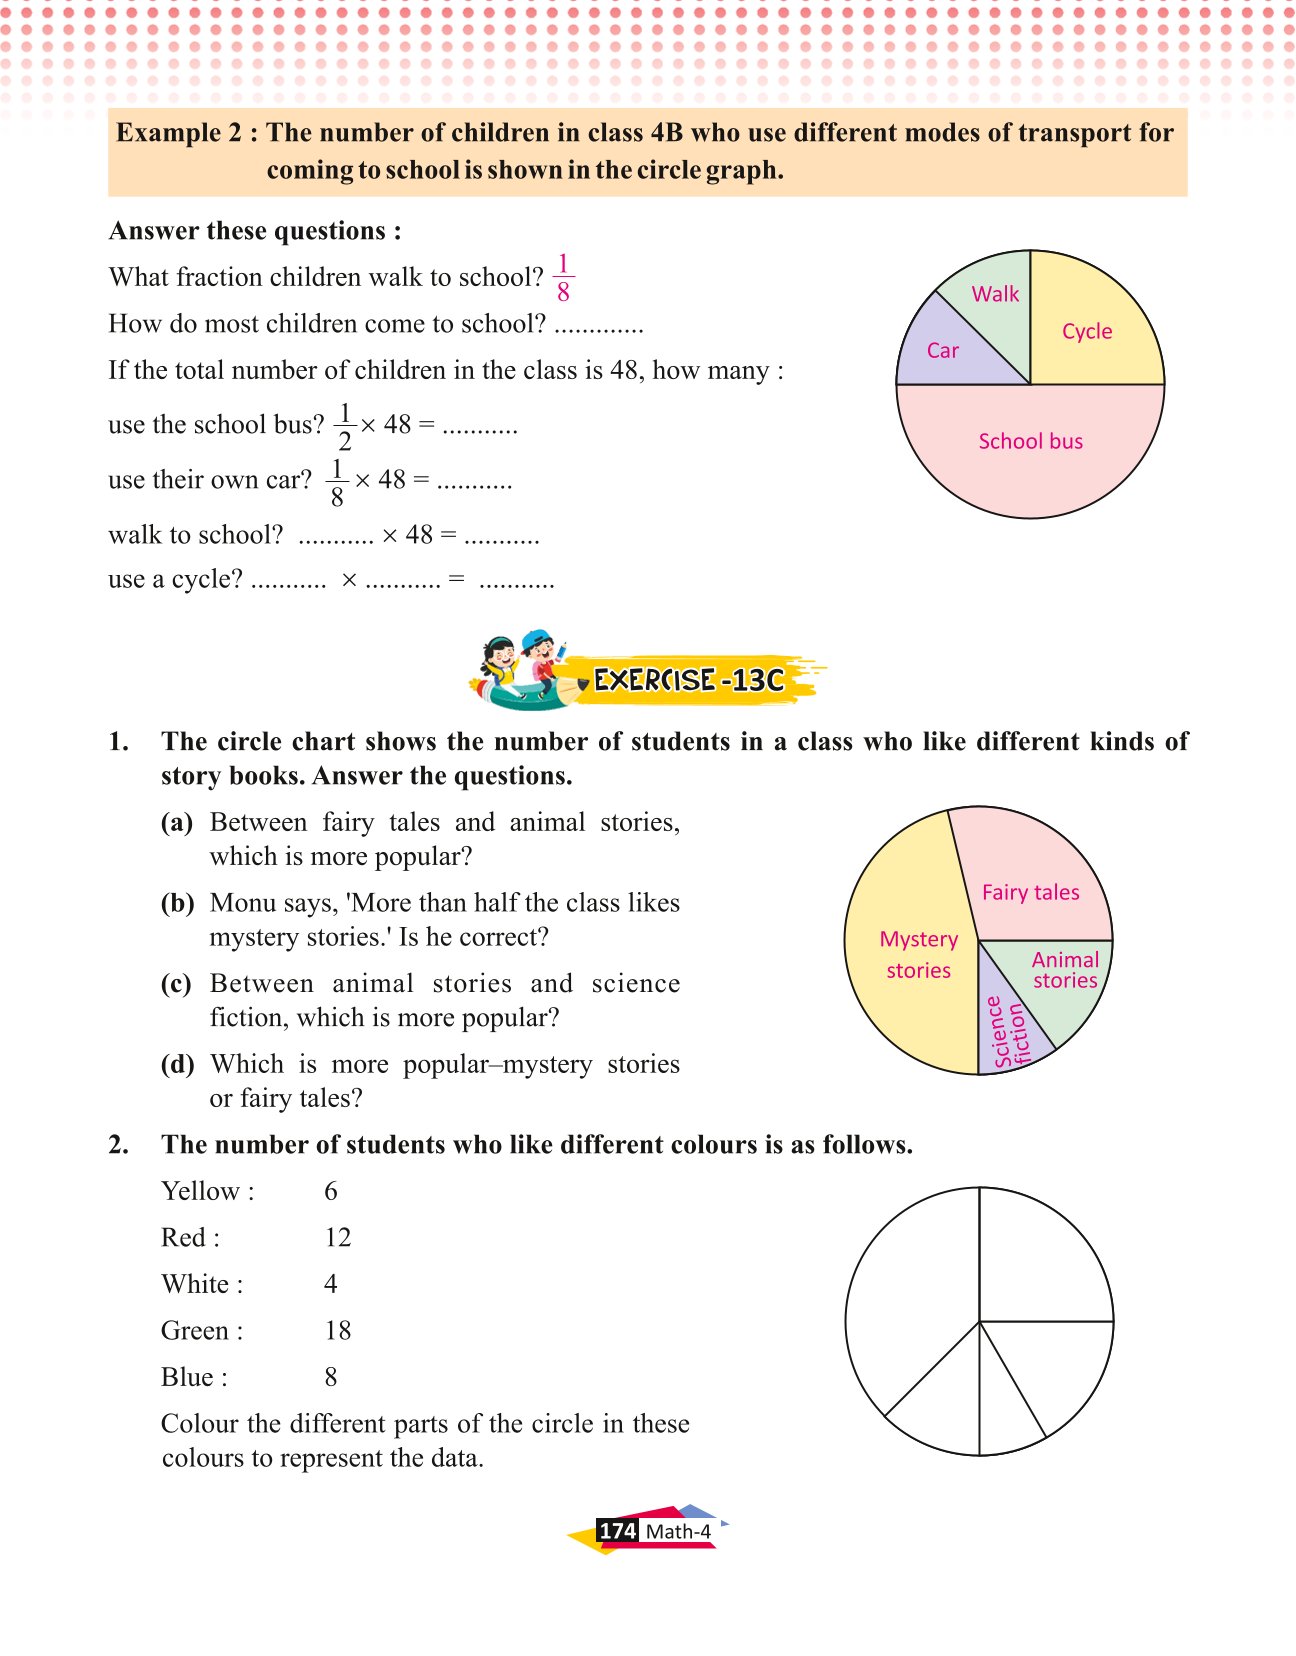 Example 2 : The number of children in class 4B who use different modes of transport for
coming to school is shown in the circle graph.
Answer these questions :
What fraction children walk to school? 1/8
How do most children come to school? .............
If the total number of children in the class is 48, how many :
use the school bus? 1/2 × 48 = ...........
use their own car? 1/8 × 48 = ...........
walk to school? ........... × 48 = ...........
use a cycle? ........... × ........... = ...........
Walk
Cycle
Car
School bus
EXERCISE -13C
1. The circle chart shows the number of students in a class who like different kinds of
story books. Answer the questions.
(a) Between fairy tales and animal stories,
which is more popular?
(b) Monu says, 'More than half the class likes
mystery stories.' Is he correct?
(c) Between animal stories and science
fiction, which is more popular?
(d) Which is more popular–mystery stories
or fairy tales?
Fairy tales
Mystery
stories
Animal
stories
Science
fiction
2. The number of students who like different colours is as follows.
Yellow : 6
Red : 12
White : 4
Green : 18
Blue : 8
Colour the different parts of the circle in these
colours to represent the data.
174 Math-4